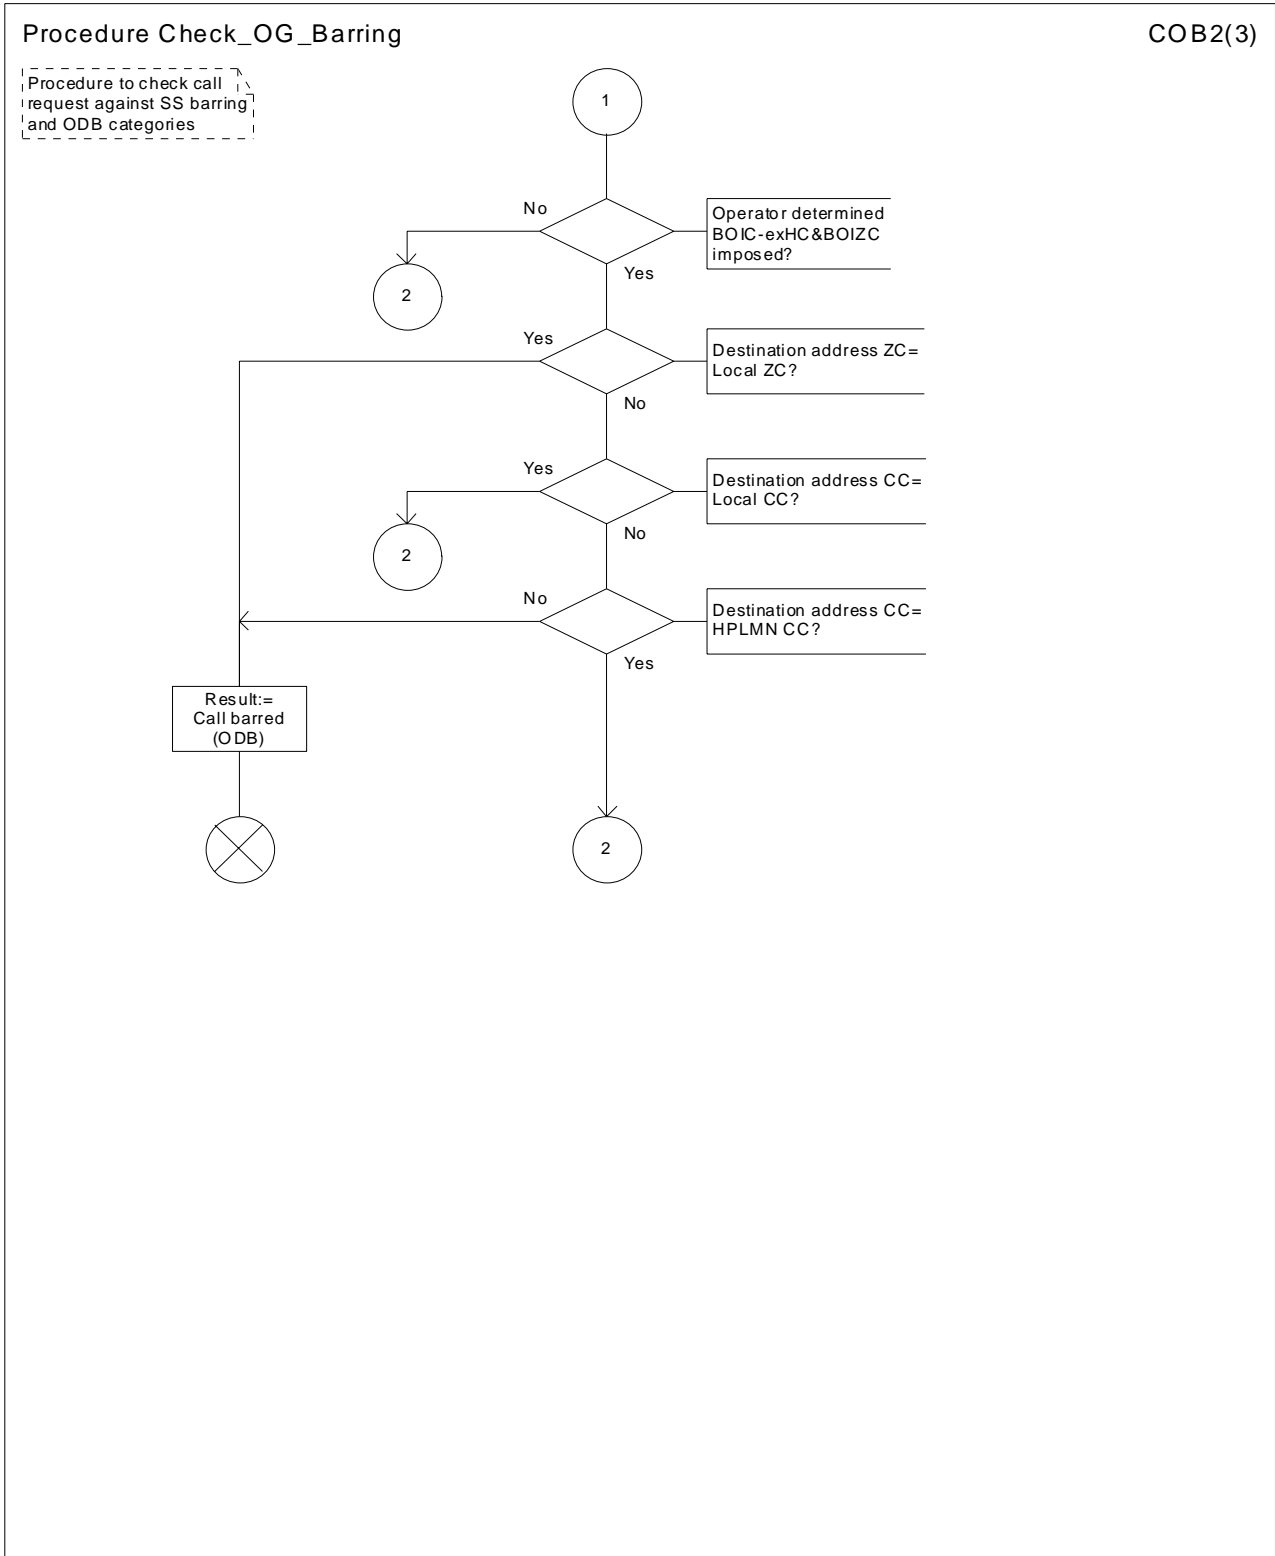 Procedure Check_OG_Barring
COB2(3)
Procedure to check call
request against SS barring
and ODB categories
1
No
Operator determined
BOIC-exHC&BOIZC
imposed?
Yes
2
Yes
Destination address ZC=
Local ZC?
No
Yes
Destination address CC=
Local CC?
No
2
No
Destination address CC=
HPLMN CC?
Yes
Result:=
Call barred
(ODB)
2